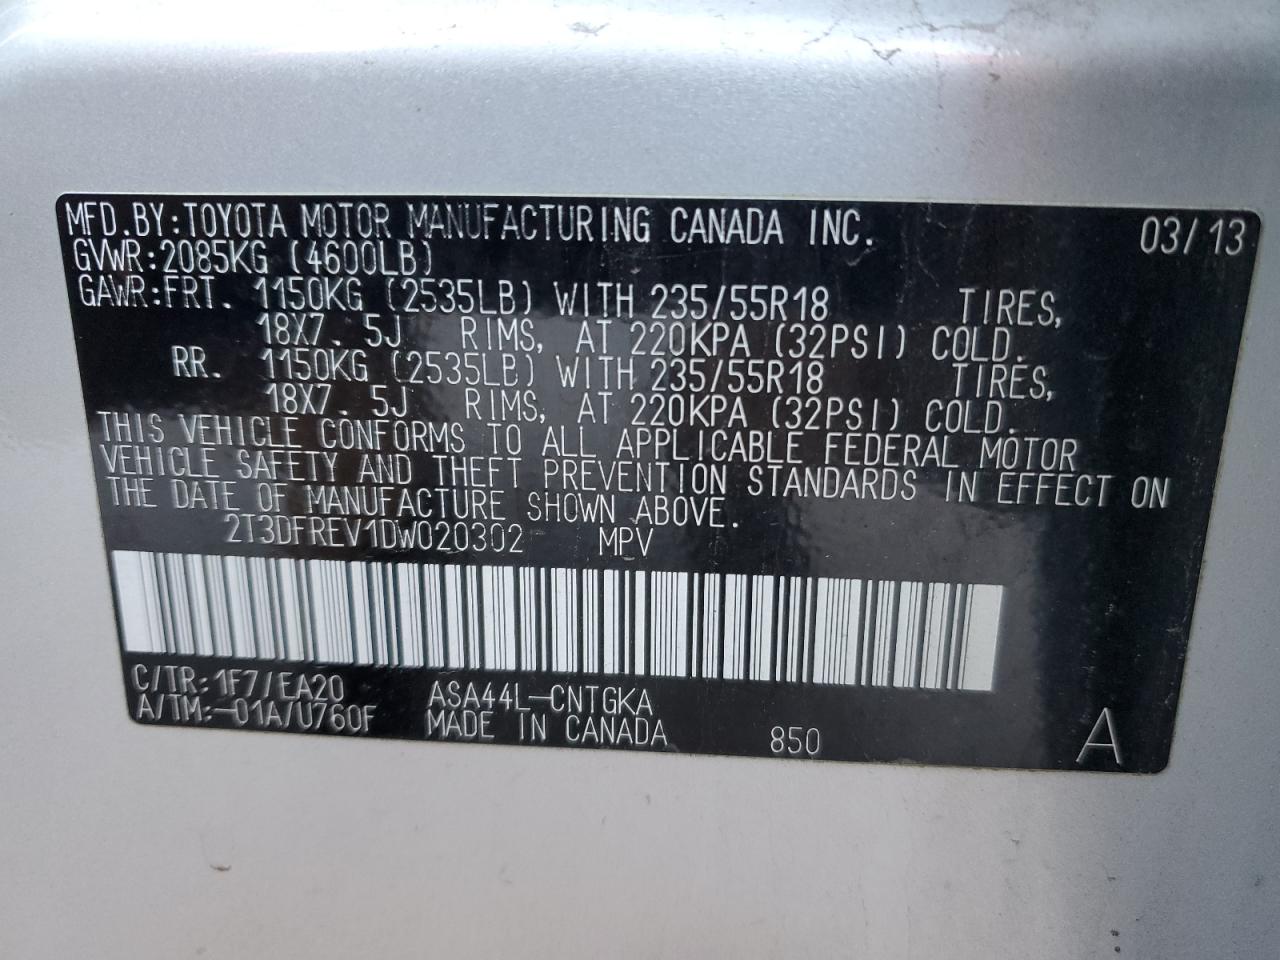 MFD.BY:TOYOTA MOTOR MANUFACTURING CANADA INC. 03/13
GVWR:2085KG (4600LB)
GAWR:FRT. 1150KG (2535LB) WITH 235/55R18 TIRES,
18X7.5J RIMS, AT 220KPA (32PSI) COLD.
RR. 1150KG (2535LB) WITH 235/55R18 TIRES,
18X7.5J RIMS, AT 220KPA (32PSI) COLD.
THIS VEHICLE CONFORMS TO ALL APPLICABLE FEDERAL MOTOR
VEHICLE SAFETY AND THEFT PREVENTION STANDARDS IN EFFECT ON
THE DATE OF MANUFACTURE SHOWN ABOVE.
2T3DFREV1DW020302 MPV
C/TR:1F7/EA20 ASA44L-CNTGKA
A/TM:-01A/U760F MADE IN CANADA 850 A